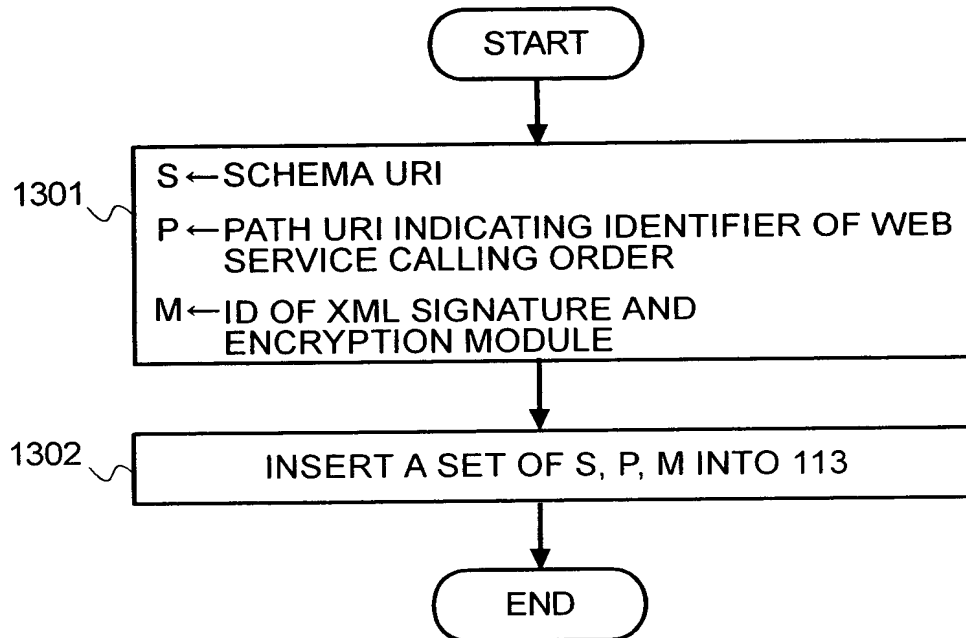 START
1301
S←SCHEMA URI
P←PATH URI INDICATING IDENTIFIER OF WEB
SERVICE CALLING ORDER
M←ID OF XML SIGNATURE AND
ENCRYPTION MODULE
1302
INSERT A SET OF S, P, M INTO 113
END